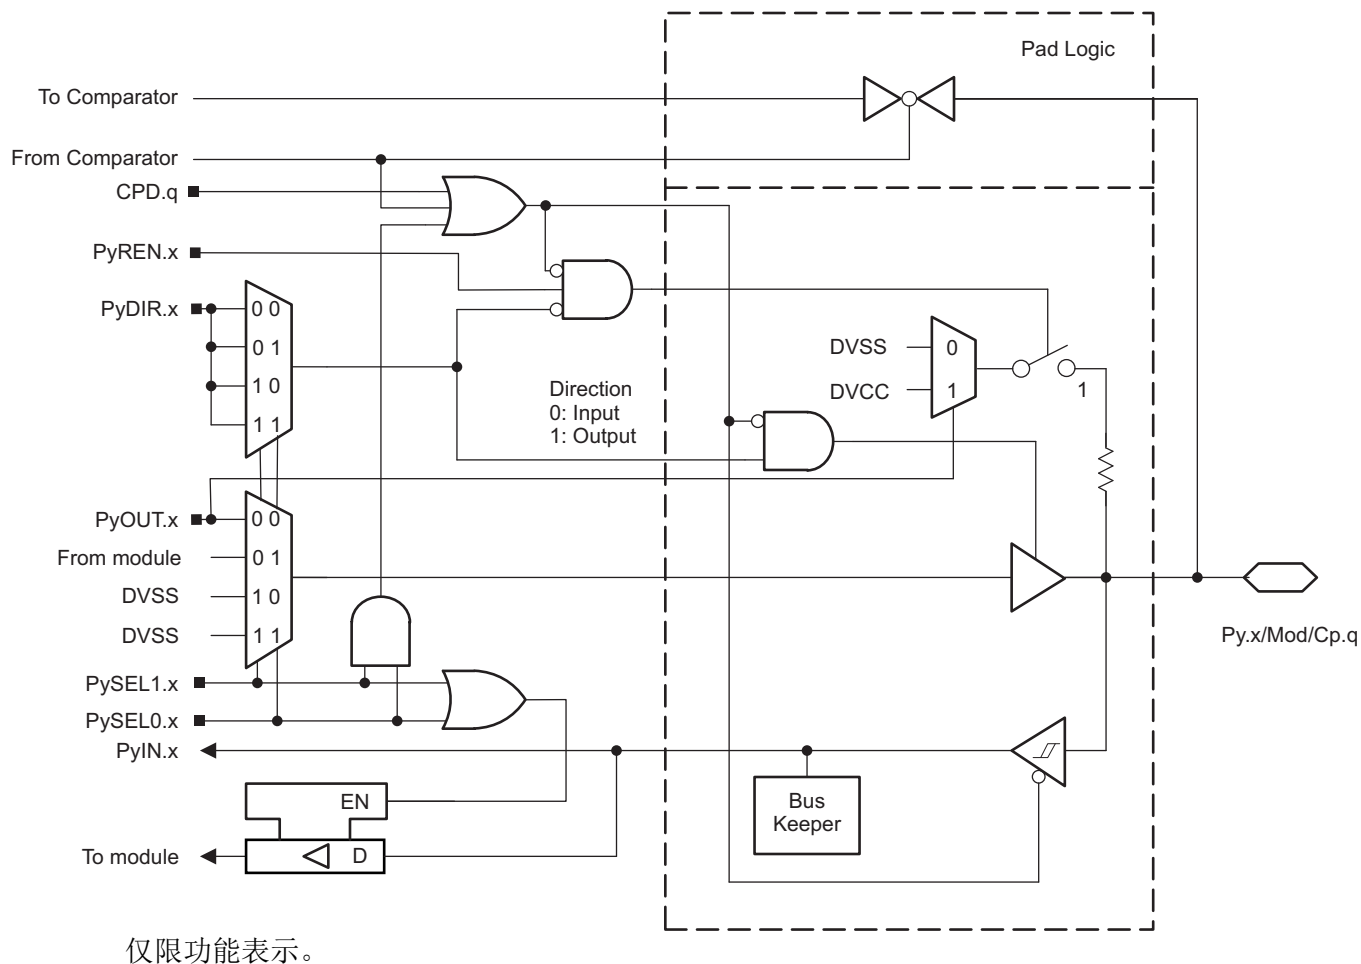 Pad Logic
To Comparator
From Comparator
CPD.q
PyREN.x
PyDIR.x
0 0
0 1
1 0
1 1
DVSS
0
DVCC
1
1
Direction
0: Input
1: Output
PyOUT.x
0 0
From module
0 1
DVSS
1 0
DVSS
1 1
Py.x/Mod/Cp.q
PySEL1.x
PySEL0.x
PyIN.x
Bus
Keeper
EN
To module
D
仅限功能表示。